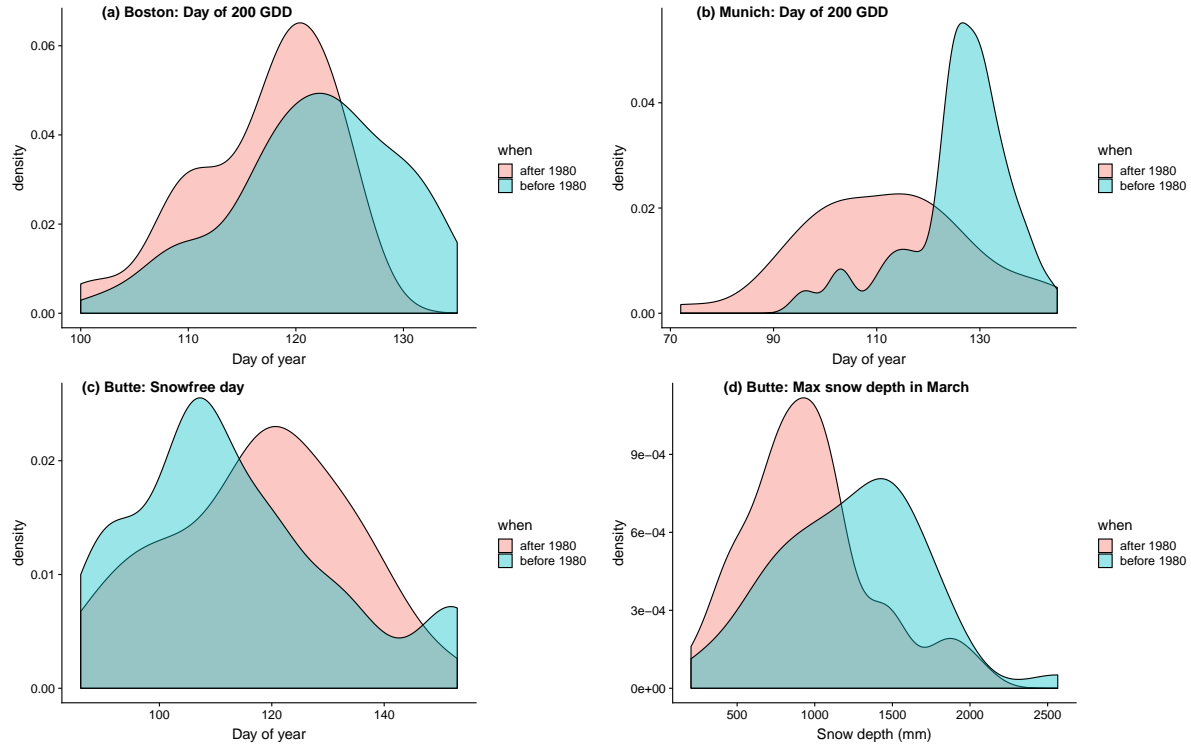 (a) Boston: Day of 200 GDD
0.06
0.04
0.02
0.00
density
100 110 120 130
Day of year
when
after 1980
before 1980
(b) Munich: Day of 200 GDD
0.04
0.02
0.00
density
70 90 110 130
Day of year
when
after 1980
before 1980
(c) Butte: Snowfree day
0.02
0.01
0.00
density
100 120 140
Day of year
when
after 1980
before 1980
(d) Butte: Max snow depth in March
9e−04
6e−04
3e−04
0e+00
density
500 1000 1500 2000 2500
Snow depth (mm)
when
after 1980
before 1980